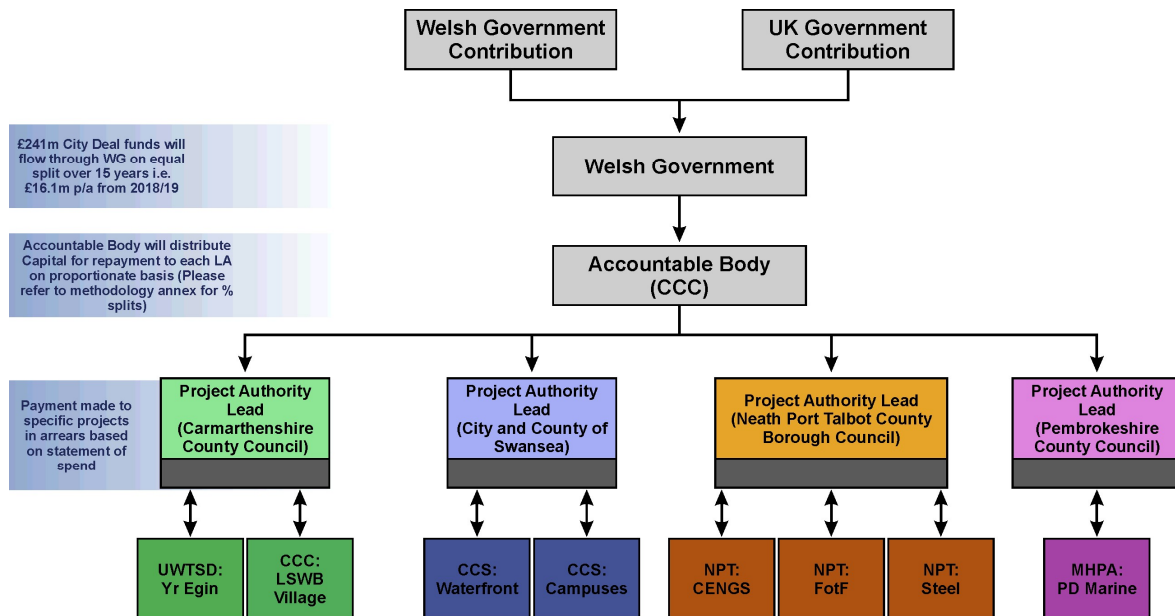 Welsh Government
Contribution
UK Government
Contribution
£241m City Deal funds will
flow through WG on equal
split over 15 years i.e.
£16.1m p/a from 2018/19
Welsh Government
Accountable Body will distribute
Capital for repayment to each LA
on proportionate basis (Please
refer to methodology annex for %
splits)
Accountable Body
(CCC)
Payment made to
specific projects
in arrears based
on statement of
spend
Project Authority
Lead
(Carmarthenshire
County Council)
Project Authority
Lead
(City and County of
Swansea)
Project Authority Lead
(Neath Port Talbot County
Borough Council)
Project Authority
Lead
(Pembrokeshire
County Council)
UWTSD:
Yr Egin
CCC:
LSWB
Village
CCS:
Waterfront
CCS:
Campuses
NPT:
CENGS
NPT:
FotF
NPT:
Steel
MHPA:
PD Marine